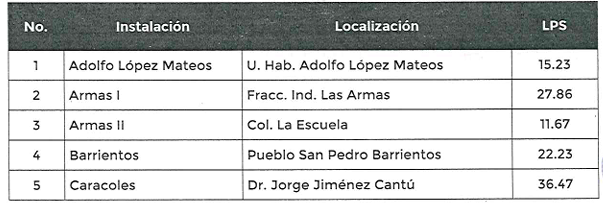 No. Instalación Localización LPS
1 Adolfo López Mateos U. Hab. Adolfo López Mateos 15.23
2 Armas I Fracc. Ind. Las Armas 27.86
3 Armas II Col. La Escuela 11.67
4 Barrientos Pueblo San Pedro Barrientos 22.23
5 Caracoles Dr. Jorge Jiménez Cantú 36.47